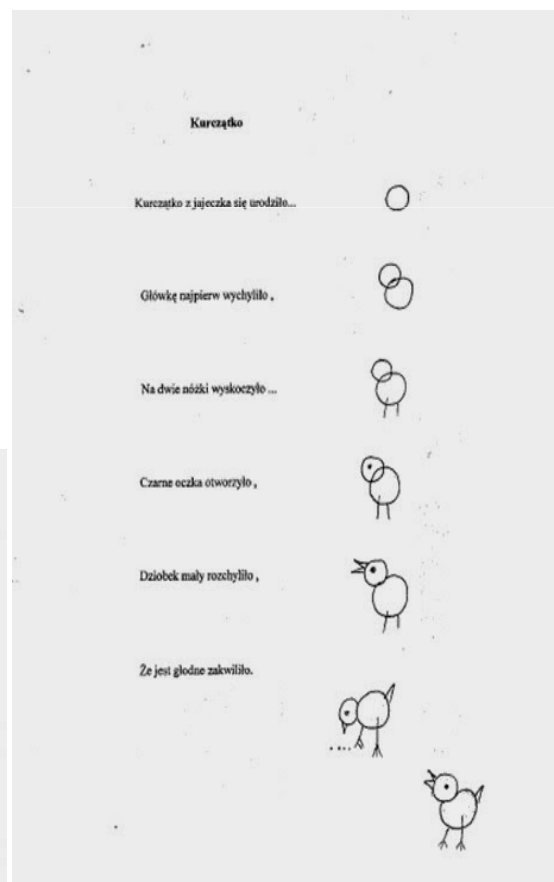 Kurczątko
Kurczątko z jajeczka się urodziło...
Główkę najpierw wychyliło ,
Na dwie nóżki wyskoczyło ...
Czarne oczka otworzyło ,
Dziobek mały rozchyliło ,
Że jest głodne zakwiliło.